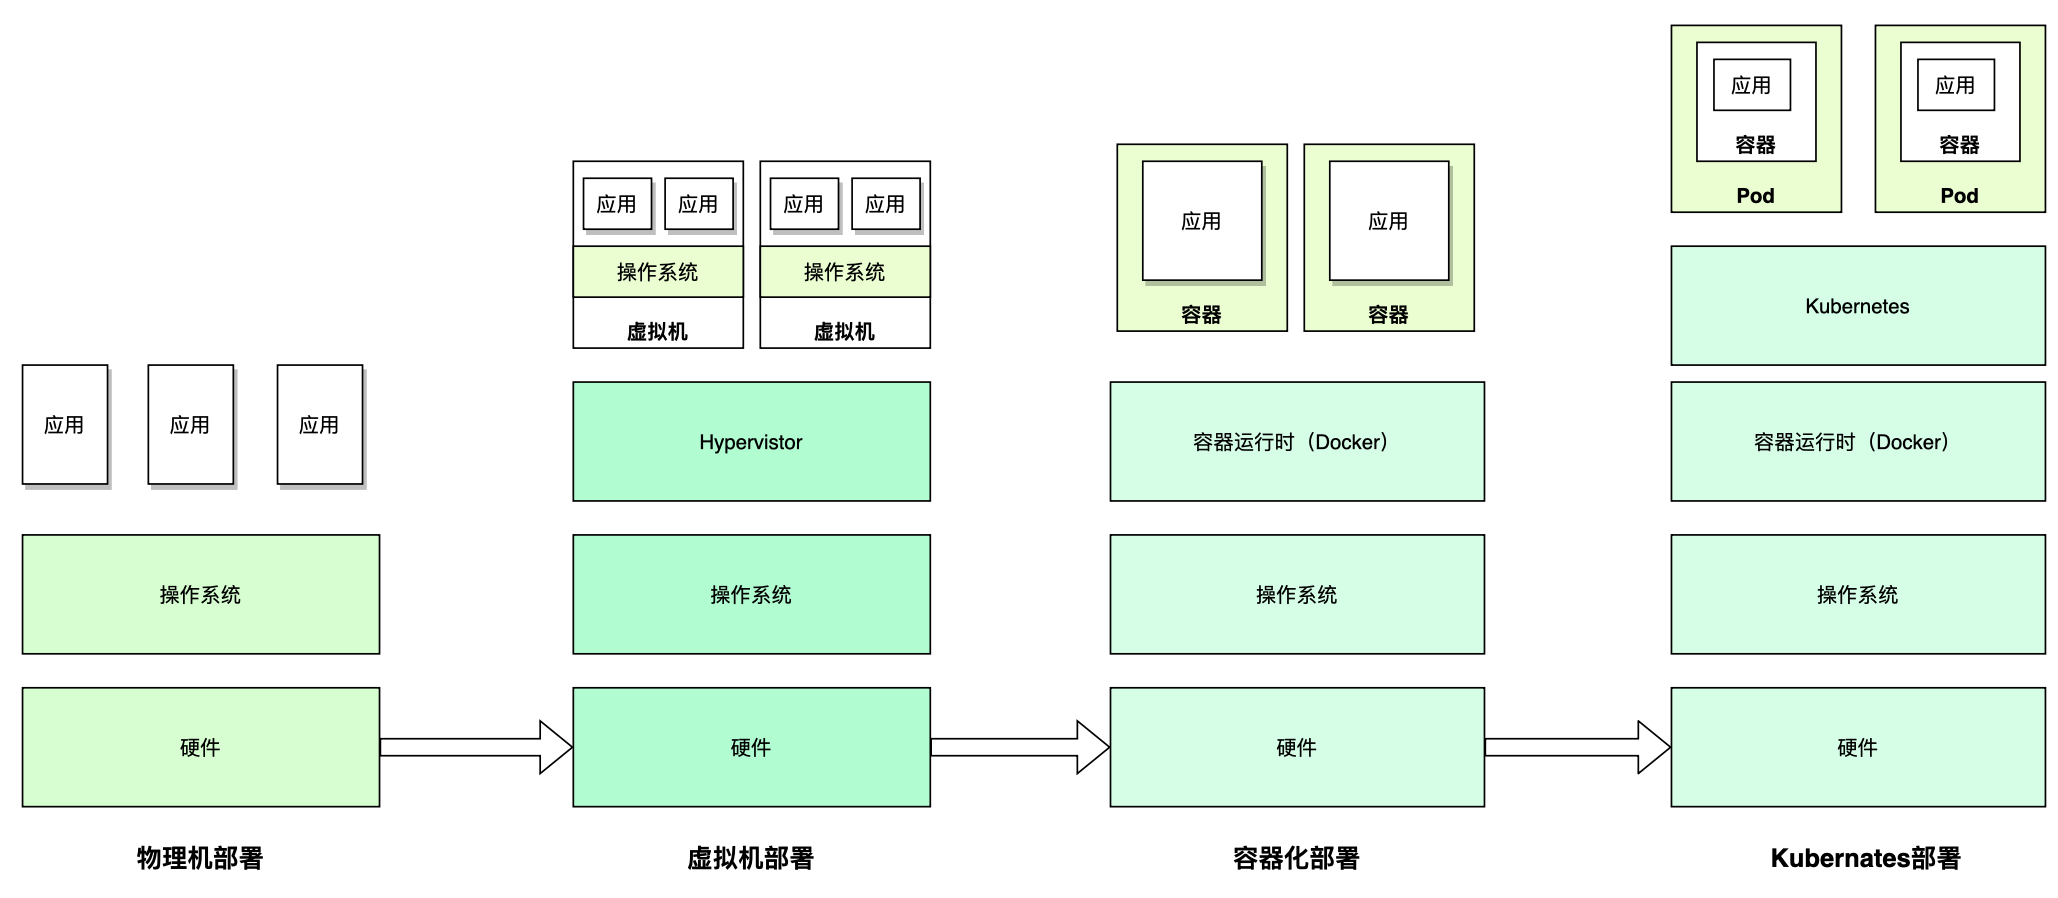 应用
应用
应用
操作系统
硬件
物理机部署
应用
应用
操作系统
虚拟机
应用
应用
操作系统
虚拟机
Hypervistor
操作系统
硬件
虚拟机部署
应用
容器
应用
容器
容器运行时（Docker）
操作系统
硬件
容器化部署
应用
容器
Pod
应用
容器
Pod
Kubernetes
容器运行时（Docker）
操作系统
硬件
Kubernates部署